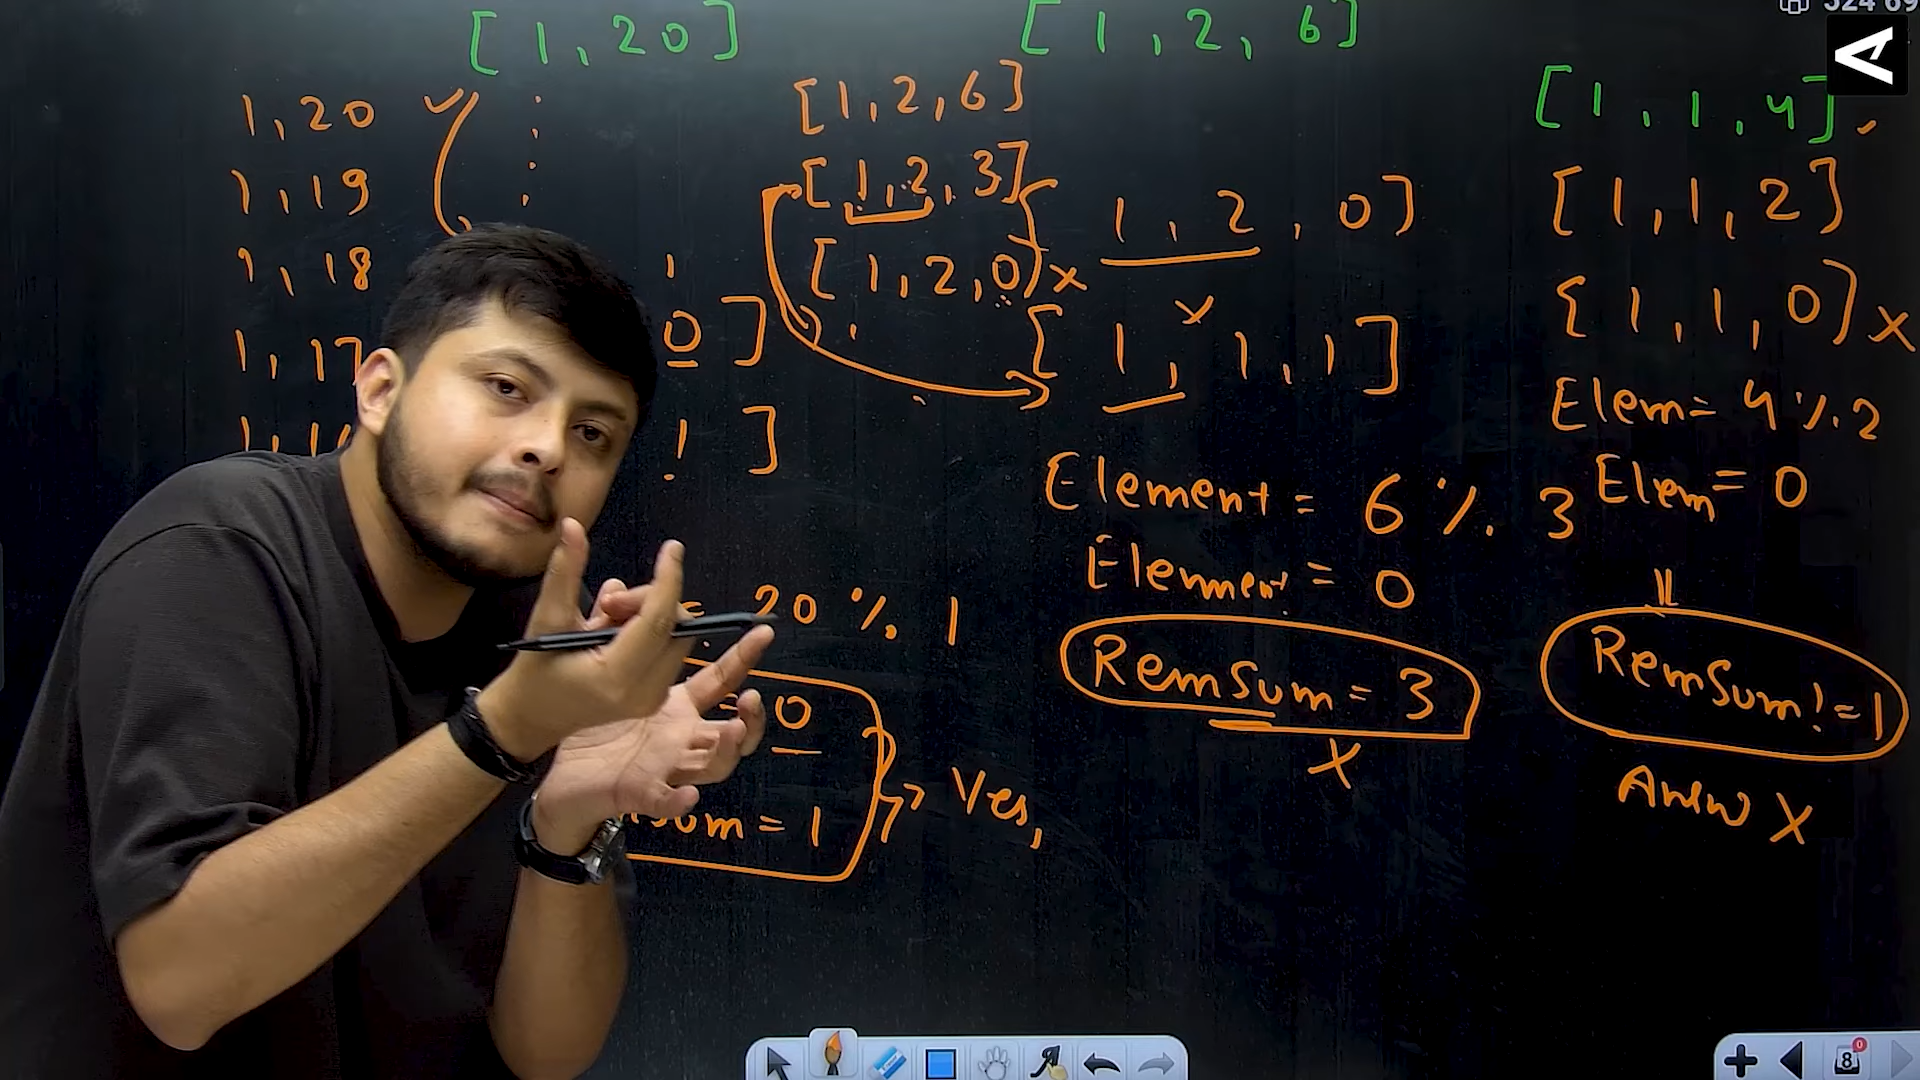 [ 1, 20 ]
[ 1, 2, 6 ]
1, 20
1, 19
1, 18
1, 17
0 ]
! ]
[ 1, 2, 6 ]
[ 1, 2, 3 ]
[ 1, 2, 0 ] x
[ 1, 2, 0 ]
x
[ 1, 1, 1 ]
[ 1, 1, 4 ]
[ 1, 1, 2 ]
[ 1, 1, 0 ] x
Elem = 4 % 2
Elem = 0
Element = 6 % 3
Element = 0
RemSum = 3
X
RemSum != 1
Answ X
= 20 % 1
= 0
Sum = 1
Yes,
8
0